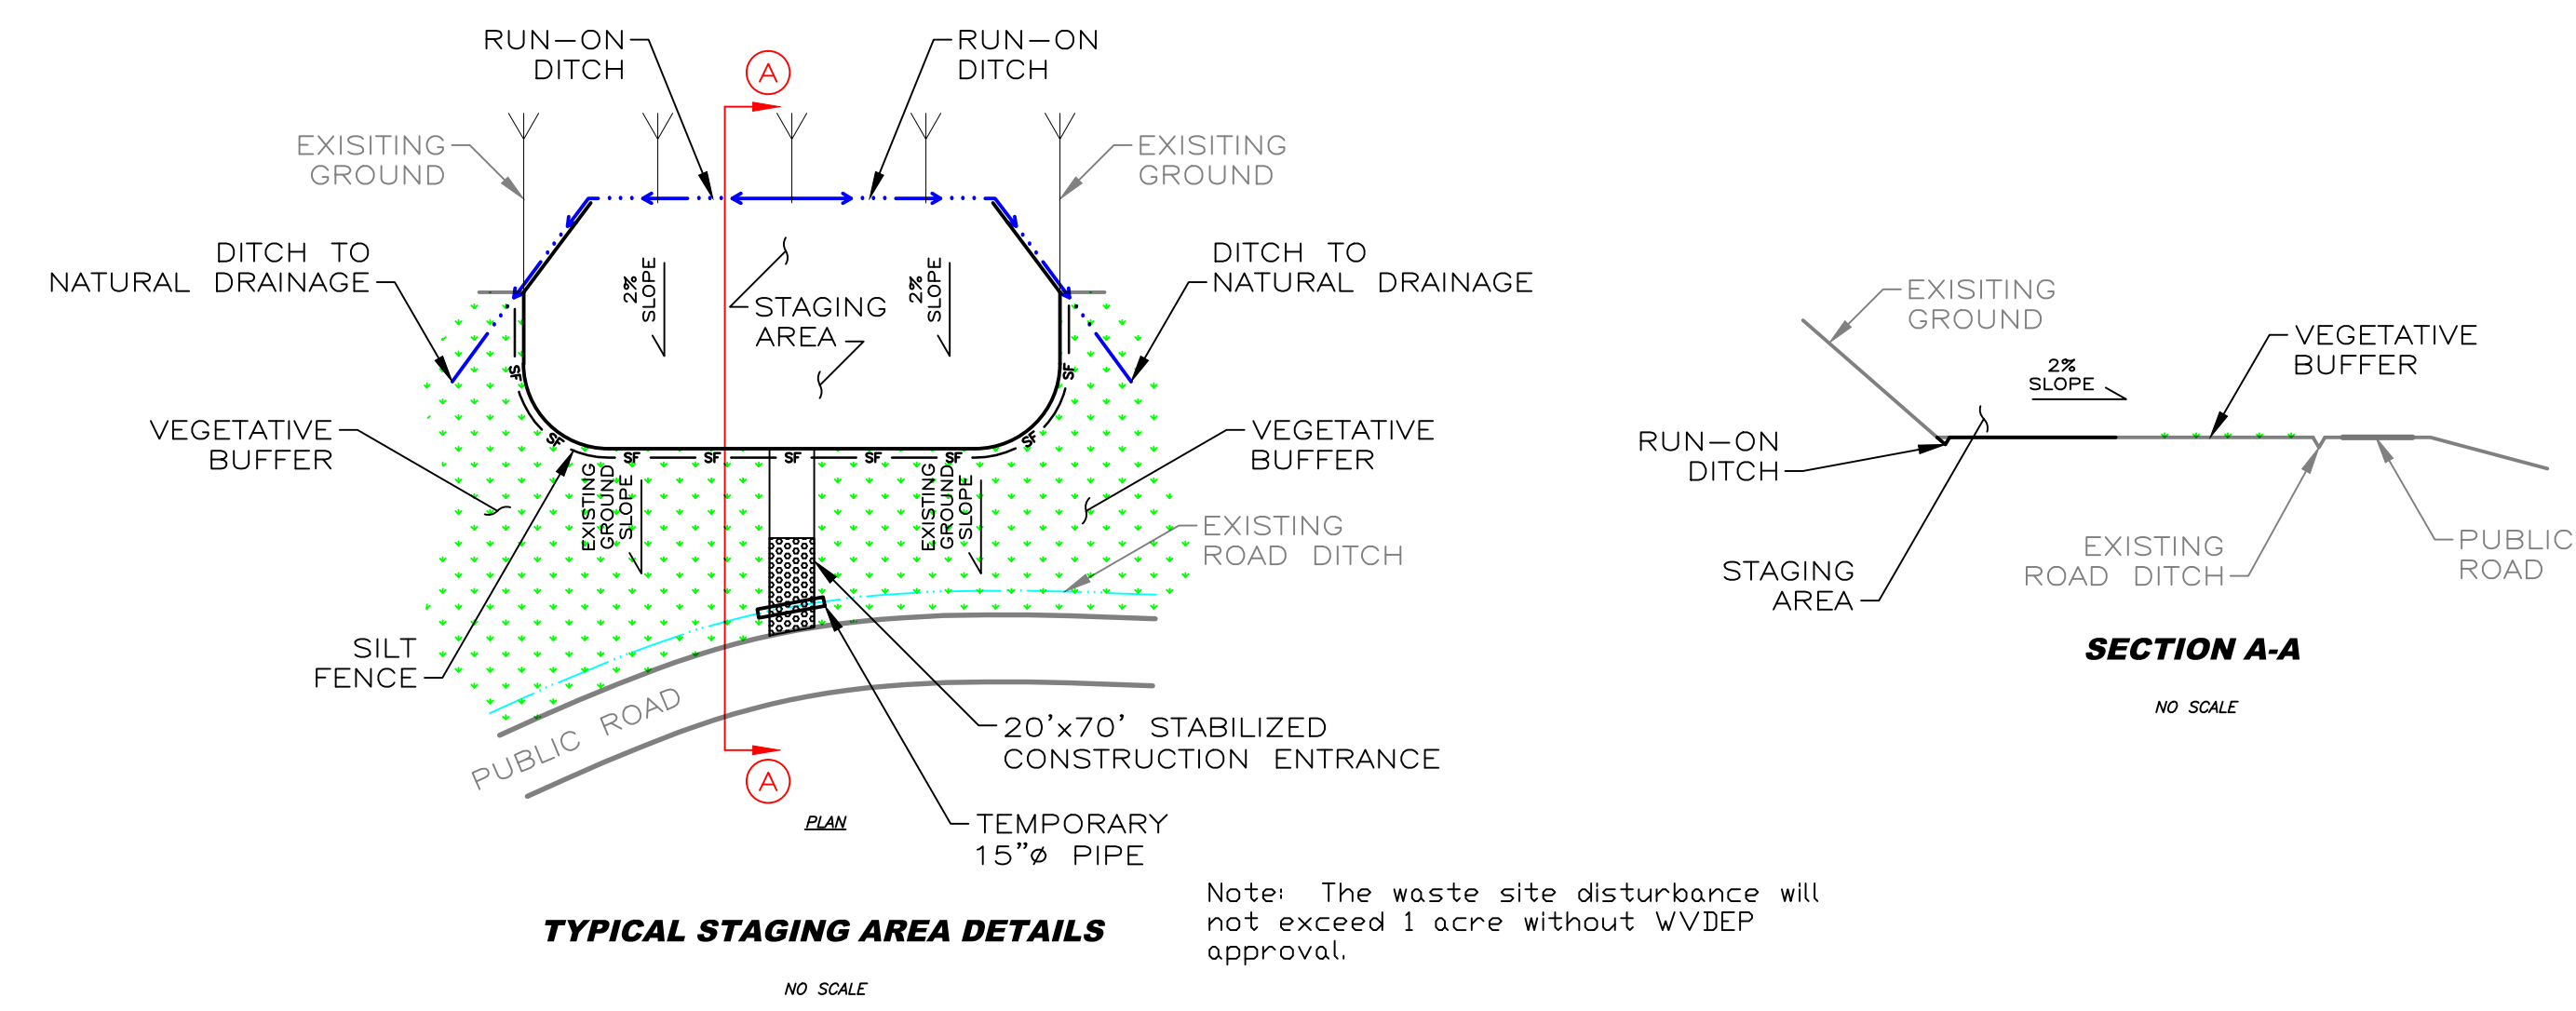 RUN-ON
DITCH
A
RUN-ON
DITCH
EXISITING
GROUND
EXISITING
GROUND
DITCH TO
NATURAL DRAINAGE
2%
SLOPE
STAGING
AREA
2%
SLOPE
DITCH TO
NATURAL DRAINAGE
VEGETATIVE
BUFFER
SF
SF
SF
SF
SF
SF
SF
SF
SF
VEGETATIVE
BUFFER
EXISTING
GROUND
SLOPE
EXISTING
GROUND
SLOPE
EXISTING
ROAD DITCH
SILT
FENCE
PUBLIC ROAD
20'x70' STABILIZED
CONSTRUCTION ENTRANCE
A
PLAN
TEMPORARY
15"ø PIPE
TYPICAL STAGING AREA DETAILS
NO SCALE
Note: The waste site disturbance will
not exceed 1 acre without WVDEP
approval.
EXISITING
GROUND
2%
SLOPE
VEGETATIVE
BUFFER
RUN-ON
DITCH
STAGING
AREA
EXISTING
ROAD DITCH
PUBLIC
ROAD
SECTION A-A
NO SCALE